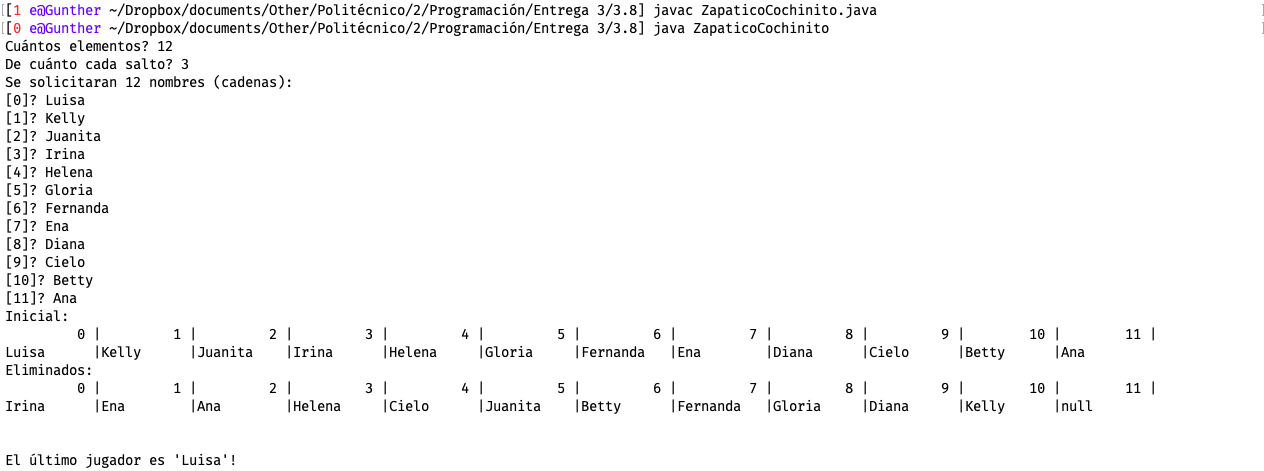 [1 e@Gunther ~/Dropbox/documents/Other/Politécnico/2/Programación/Entrega 3/3.8] javac ZapaticoCochinito.java
[0 e@Gunther ~/Dropbox/documents/Other/Politécnico/2/Programación/Entrega 3/3.8] java ZapaticoCochinito
Cuántos elementos? 12
De cuánto cada salto? 3
Se solicitaran 12 nombres (cadenas):
[0]? Luisa
[1]? Kelly
[2]? Juanita
[3]? Irina
[4]? Helena
[5]? Gloria
[6]? Fernanda
[7]? Ena
[8]? Diana
[9]? Cielo
[10]? Betty
[11]? Ana
Inicial:
         0 |         1 |         2 |         3 |         4 |         5 |         6 |         7 |         8 |         9 |        10 |        11 |
Luisa      |Kelly      |Juanita    |Irina      |Helena     |Gloria     |Fernanda   |Ena        |Diana      |Cielo      |Betty      |Ana
Eliminados:
         0 |         1 |         2 |         3 |         4 |         5 |         6 |         7 |         8 |         9 |        10 |        11 |
Irina      |Ena        |Ana        |Helena     |Cielo      |Juanita    |Betty      |Fernanda   |Gloria     |Diana      |Kelly      |null
El último jugador es 'Luisa'!